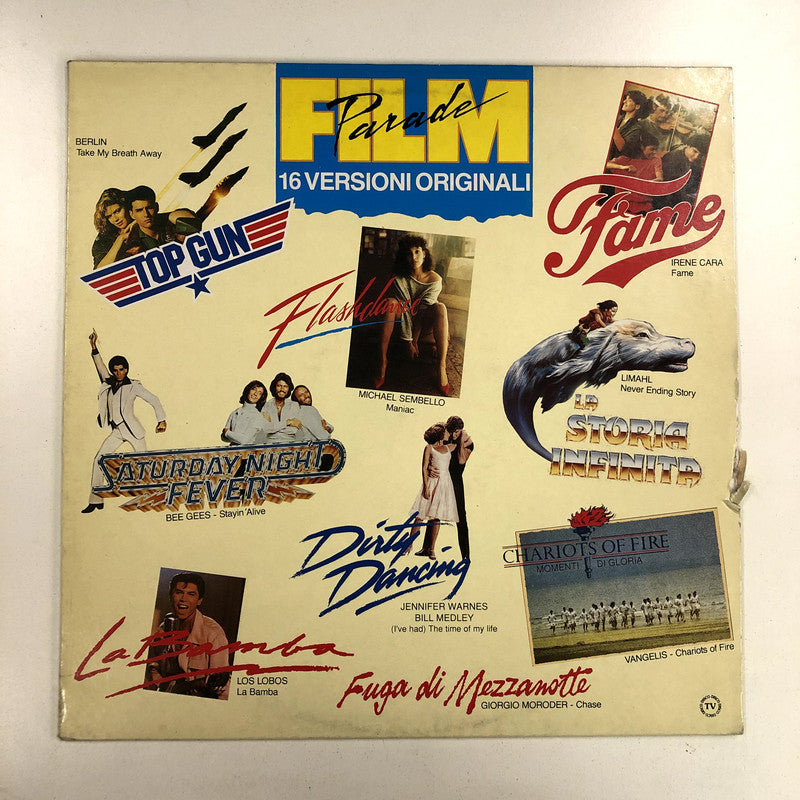 FILM
Parade
16 VERSIONI ORIGINALI
BERLIN
Take My Breath Away
TOP GUN
Fame
IRENE CARA
Fame
Flashdance
MICHAEL SEMBELLO
Maniac
LIMAHL
Never Ending Story
LA
STORIA
INFINITA
SATURDAY NIGHT
FEVER
BEE GEES - Stayin'Alive
Dirty
Dancing
JENNIFER WARNES
BILL MEDLEY
(I've had) The time of my life
CHARIOTS OF FIRE
MOMENTI DI GLORIA
VANGELIS - Chariots of Fire
La Bamba
LOS LOBOS
La Bamba
Fuga di Mezzanotte
GIORGIO MORODER - Chase
TV